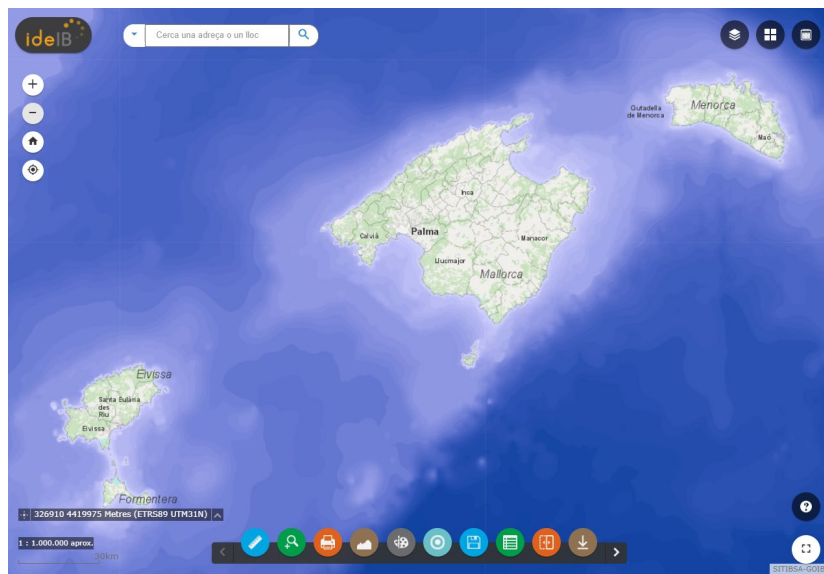 ideIB
Cerca una adreça o un lloc
Menorca
Ciutadella
de Menorca
Maó
Inca
Palma
Calvià
Manacor
Llucmajor
Mallorca
Eivissa
Santa Eulària
des
Riu
Eivissa
Formentera
326910 4419975 Metres (ETRS89 UTM31N)
1 : 1.000.000 aprox.
30km
SITIBSA-GOIB